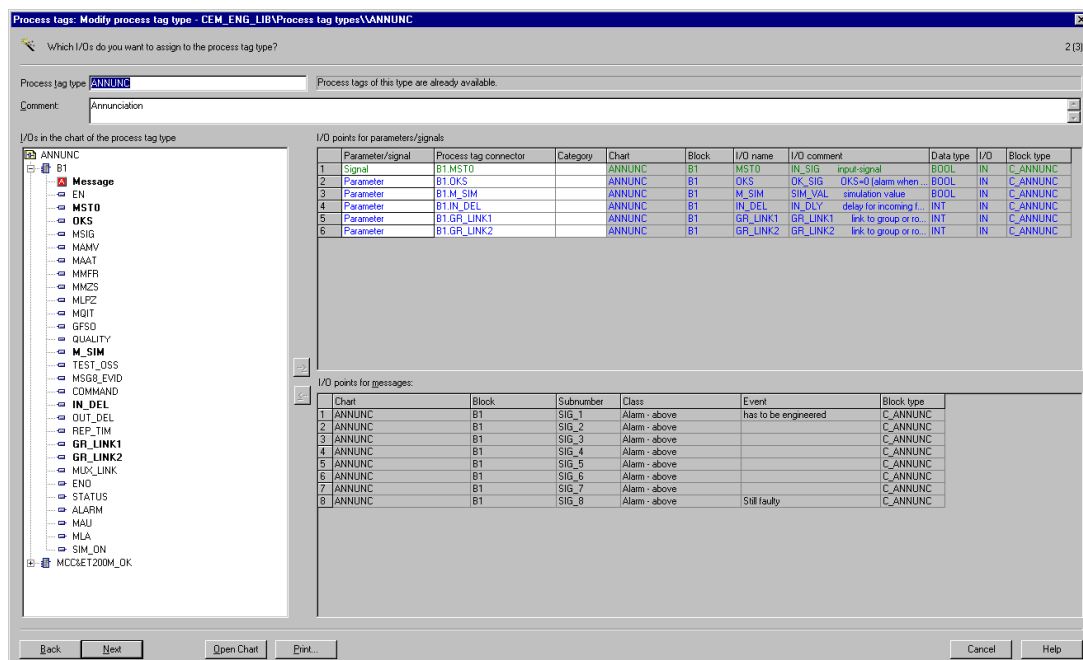 Process tags: Modify process tag type - CEM_ENG_LIB\Process tag types\\ANNUNC
Which I/Os do you want to assign to the process tag type?
2 (3)
Process tag type ANNUNC
Process tags of this type are already available.
Comment: Annunciation
I/Os in the chart of the process tag type
ANNUNC
B1
Message
EN
MST0
OKS
MSIG
MAMV
MAAT
MMFR
MMZS
MLPZ
MQIT
GFSO
QUALITY
M_SIM
TEST_OSS
MSG8_EVID
COMMAND
IN_DEL
OUT_DEL
REP_TIM
GR_LINK1
GR_LINK2
MUX_LINK
ENO
STATUS
ALARM
MAU
MLA
SIM_ON
MCC&ET200M_OK
I/O points for parameters/signals
Parameter/signal Process tag connector Category Chart Block I/O name I/O comment Data type I/O Block type
1 Signal B1.MST0 ANNUNC B1 MST0 IN_SIG input-signal BOOL IN C_ANNUNC
2 Parameter B1.OKS ANNUNC B1 OKS OK_SIG OKS=0 (alarm when ... BOOL IN C_ANNUNC
3 Parameter B1.M_SIM ANNUNC B1 M_SIM SIM_VAL simulation value BOOL IN C_ANNUNC
4 Parameter B1.IN_DEL ANNUNC B1 IN_DEL IN_DLY delay for incoming f... INT IN C_ANNUNC
5 Parameter B1.GR_LINK1 ANNUNC B1 GR_LINK1 GR_LINK1 link to group or ro... INT IN C_ANNUNC
6 Parameter B1.GR_LINK2 ANNUNC B1 GR_LINK2 GR_LINK2 link to group or ro... INT IN C_ANNUNC
I/O points for messages:
Chart Block Subnumber Class Event Block type
1 ANNUNC B1 SIG_1 Alarm - above has to be engineered C_ANNUNC
2 ANNUNC B1 SIG_2 Alarm - above C_ANNUNC
3 ANNUNC B1 SIG_3 Alarm - above C_ANNUNC
4 ANNUNC B1 SIG_4 Alarm - above C_ANNUNC
5 ANNUNC B1 SIG_5 Alarm - above C_ANNUNC
6 ANNUNC B1 SIG_6 Alarm - above C_ANNUNC
7 ANNUNC B1 SIG_7 Alarm - above C_ANNUNC
8 ANNUNC B1 SIG_8 Alarm - above Still faulty C_ANNUNC
Back Next Open Chart Print... Cancel Help